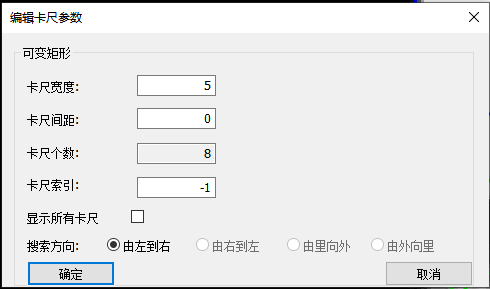 编辑卡尺参数
可变矩形
卡尺宽度: 5
卡尺间距: 0
卡尺个数: 8
卡尺索引: -1
显示所有卡尺
搜索方向: 由左到右 由右到左 由里向外 由外向里
确定 取消